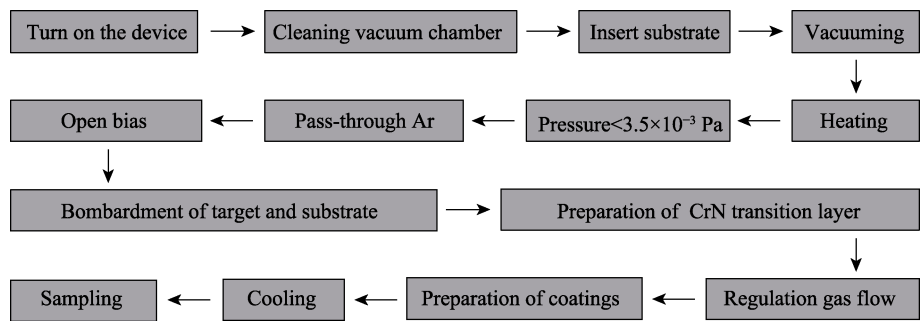 Turn on the device
Cleaning vacuum chamber
Insert substrate
Vacuuming
Heating
Pressure<3.5×10⁻³ Pa
Pass-through Ar
Open bias
Bombardment of target and substrate
Preparation of CrN transition layer
Regulation gas flow
Preparation of coatings
Cooling
Sampling